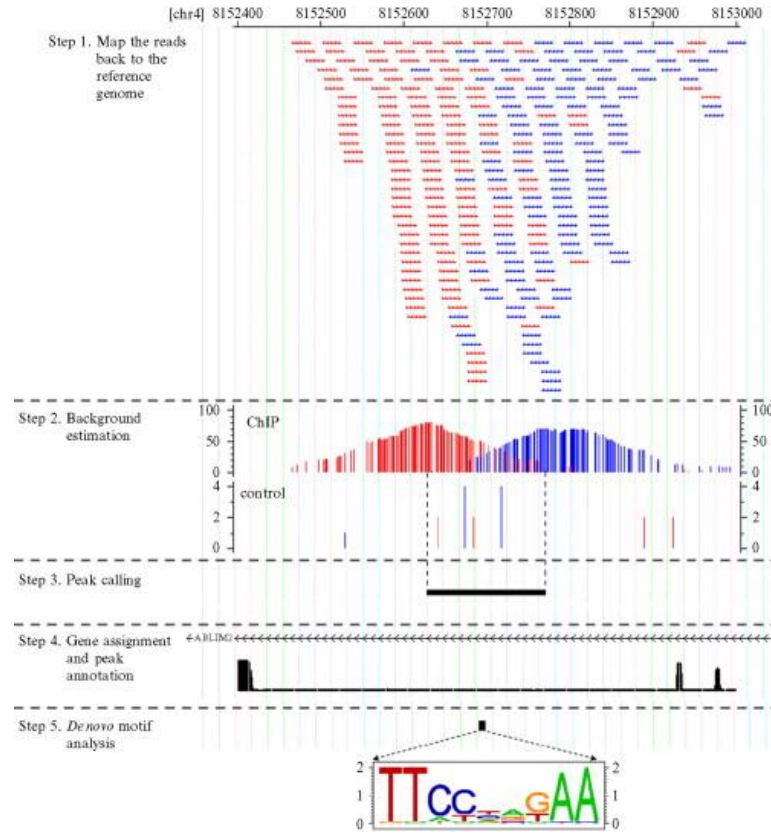 [chr4] 8152400 8152500 8152600 8152700 8152800 8152900 8153000
Step 1. Map the reads
back to the
reference
genome
Step 2. Background
estimation
100
50
0
ChIP
100
50
0
4
2
0
control
4
2
0
Step 3. Peak calling
Step 4. Gene assignment
and peak
annotation
ABLIM2
Step 5. De novo motif
analysis
2
1
0
TTCC GAA
2
1
0